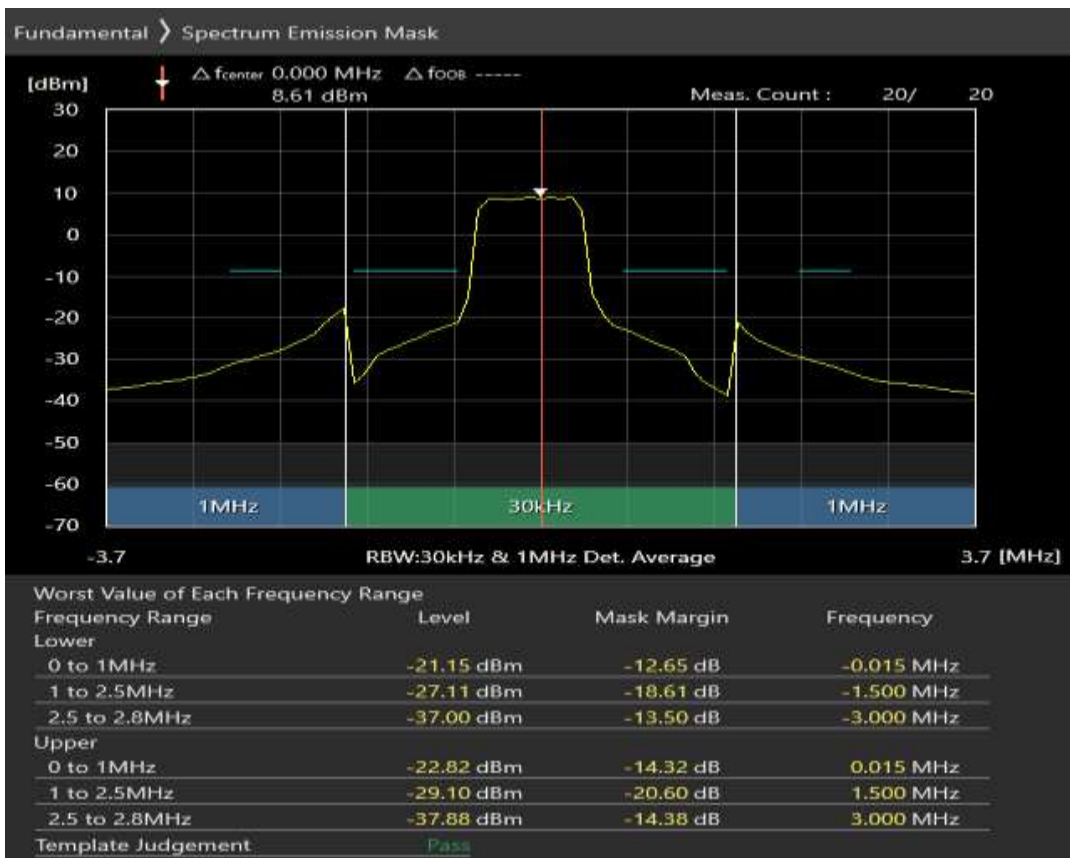 Fundamental 〉 Spectrum Emission Mask
[dBm] △ fcenter 0.000 MHz △ fOOB -----
8.61 dBm Meas. Count : 20/ 20
30
20
10
0
-10
-20
-30
-40
-50
-60
1MHz 30kHz 1MHz
-70
-3.7 RBW:30kHz & 1MHz Det. Average 3.7 [MHz]
Worst Value of Each Frequency Range
Frequency Range Level Mask Margin Frequency
Lower
0 to 1MHz -21.15 dBm -12.65 dB -0.015 MHz
1 to 2.5MHz -27.11 dBm -18.61 dB -1.500 MHz
2.5 to 2.8MHz -37.00 dBm -13.50 dB -3.000 MHz
Upper
0 to 1MHz -22.82 dBm -14.32 dB 0.015 MHz
1 to 2.5MHz -29.10 dBm -20.60 dB 1.500 MHz
2.5 to 2.8MHz -37.88 dBm -14.38 dB 3.000 MHz
Template Judgement Pass